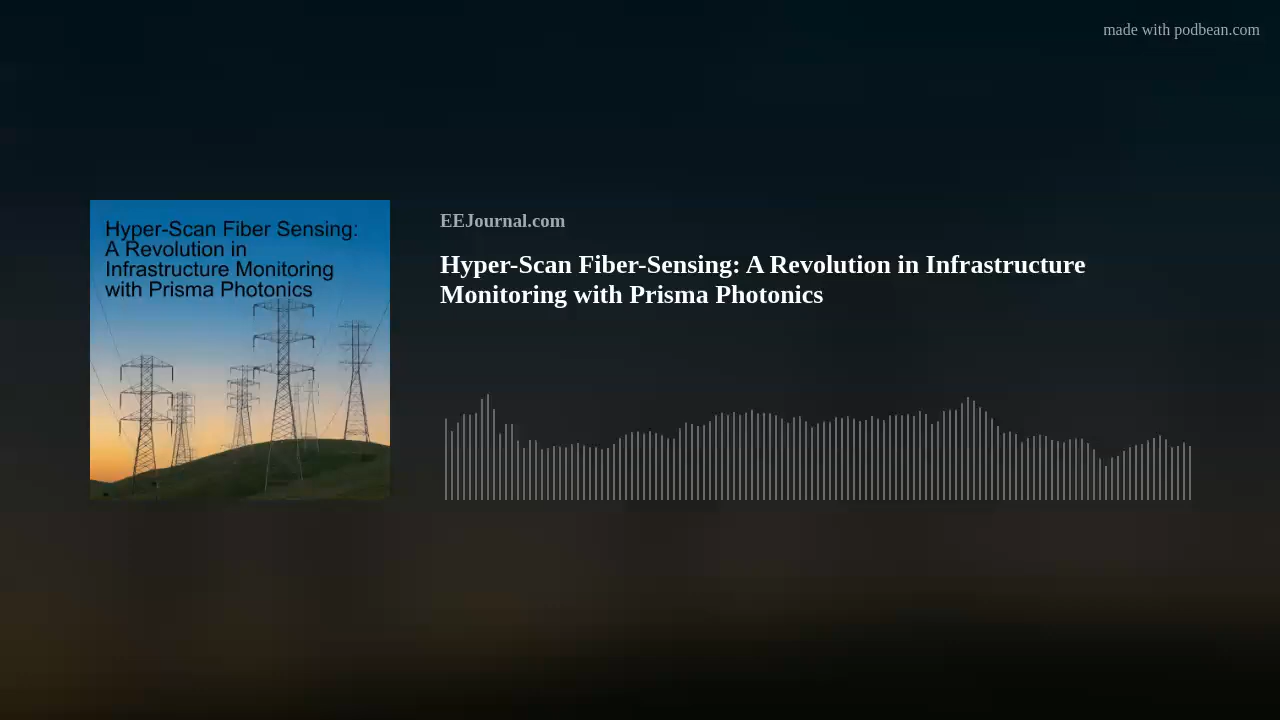 made with podbean.com
Hyper-Scan Fiber Sensing:
A Revolution in
Infrastructure Monitoring
with Prisma Photonics
EEJournal.com
Hyper-Scan Fiber-Sensing: A Revolution in Infrastructure
Monitoring with Prisma Photonics